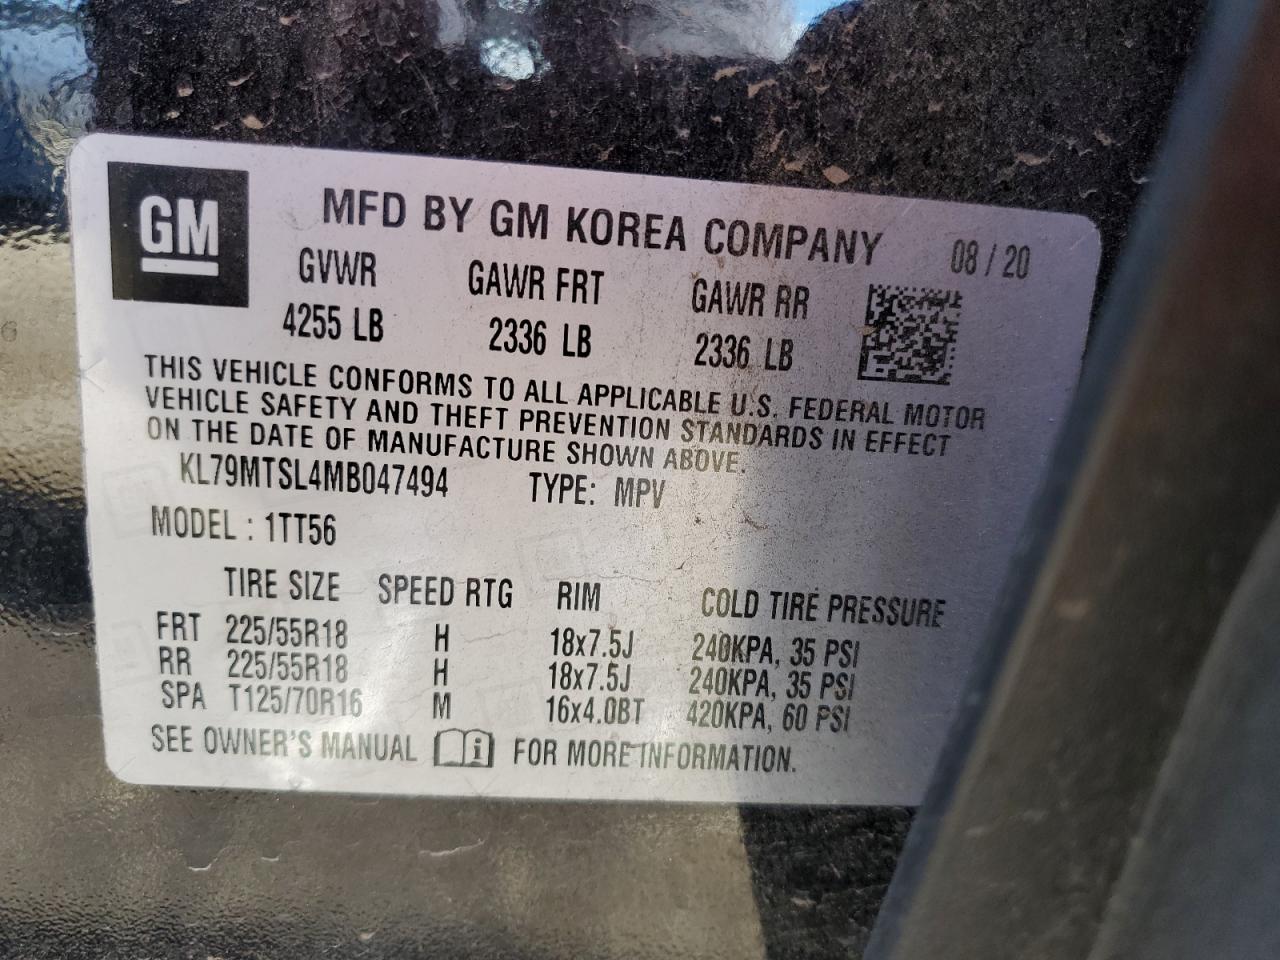 GM
MFD BY GM KOREA COMPANY 08/20
GVWR GAWR FRT GAWR RR
4255 LB 2336 LB 2336 LB
THIS VEHICLE CONFORMS TO ALL APPLICABLE U.S. FEDERAL MOTOR
VEHICLE SAFETY AND THEFT PREVENTION STANDARDS IN EFFECT
ON THE DATE OF MANUFACTURE SHOWN ABOVE.
KL79MTSL4MB047494 TYPE: MPV
MODEL : 1TT56
TIRE SIZE SPEED RTG RIM COLD TIRE PRESSURE
FRT 225/55R18 H 18x7.5J 240KPA, 35 PSI
RR 225/55R18 H 18x7.5J 240KPA, 35 PSI
SPA T125/70R16 M 16x4.0BT 420KPA, 60 PSI
SEE OWNER'S MANUAL i FOR MORE INFORMATION.